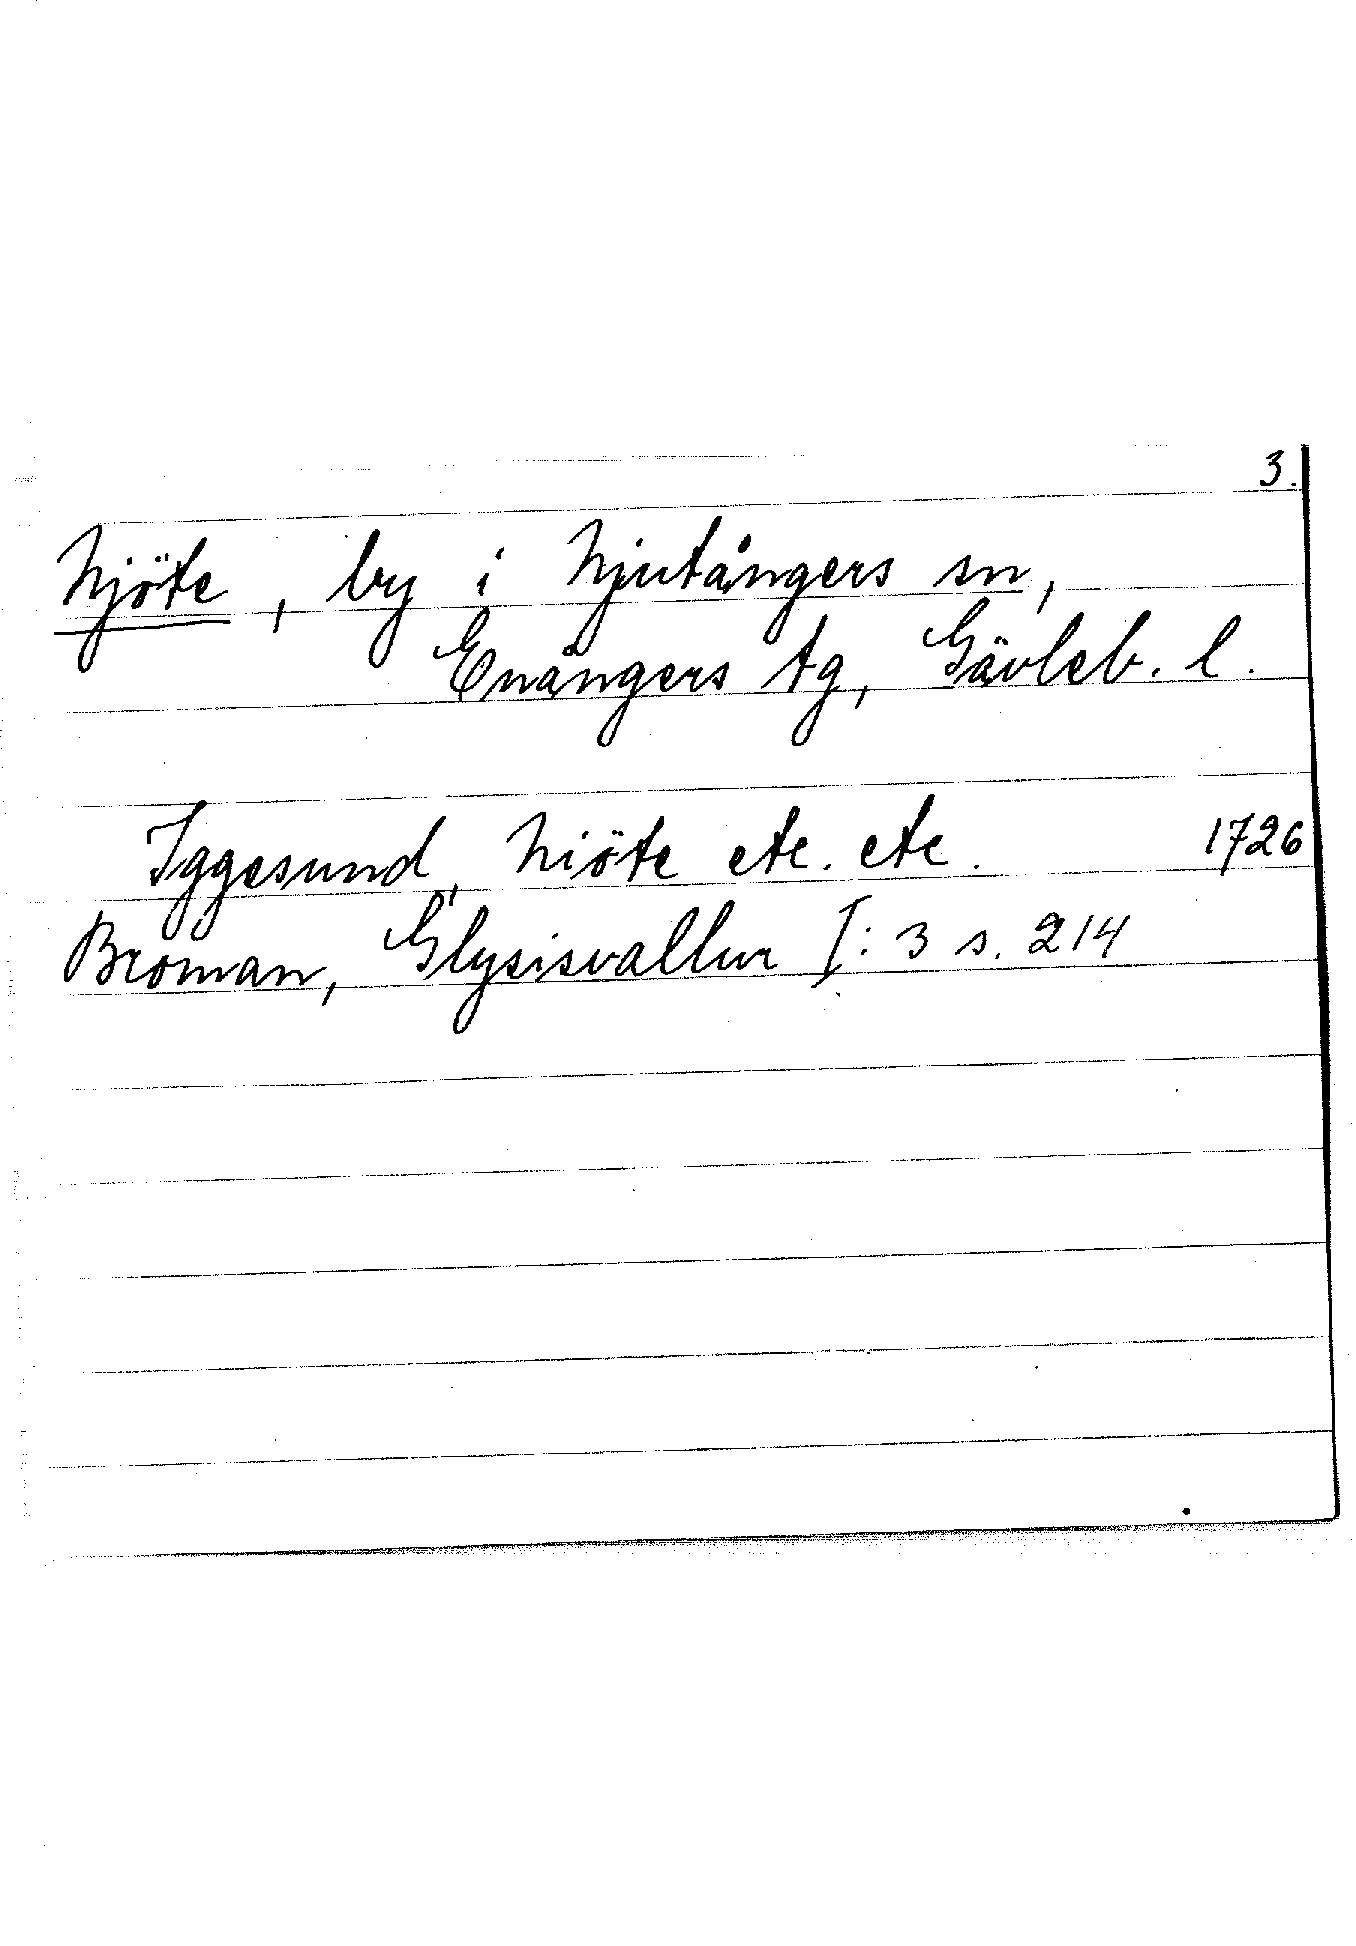 3.
Njöte, by i Njutångers sn,
Enångers tg, Gävleb. l.
Iggesund, Niöte etc. etc. 1726
Broman, Glysisvallur I: 3 s. 214